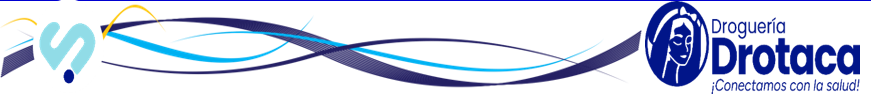 Droguería
Drotaca
¡Conectamos con la salud!